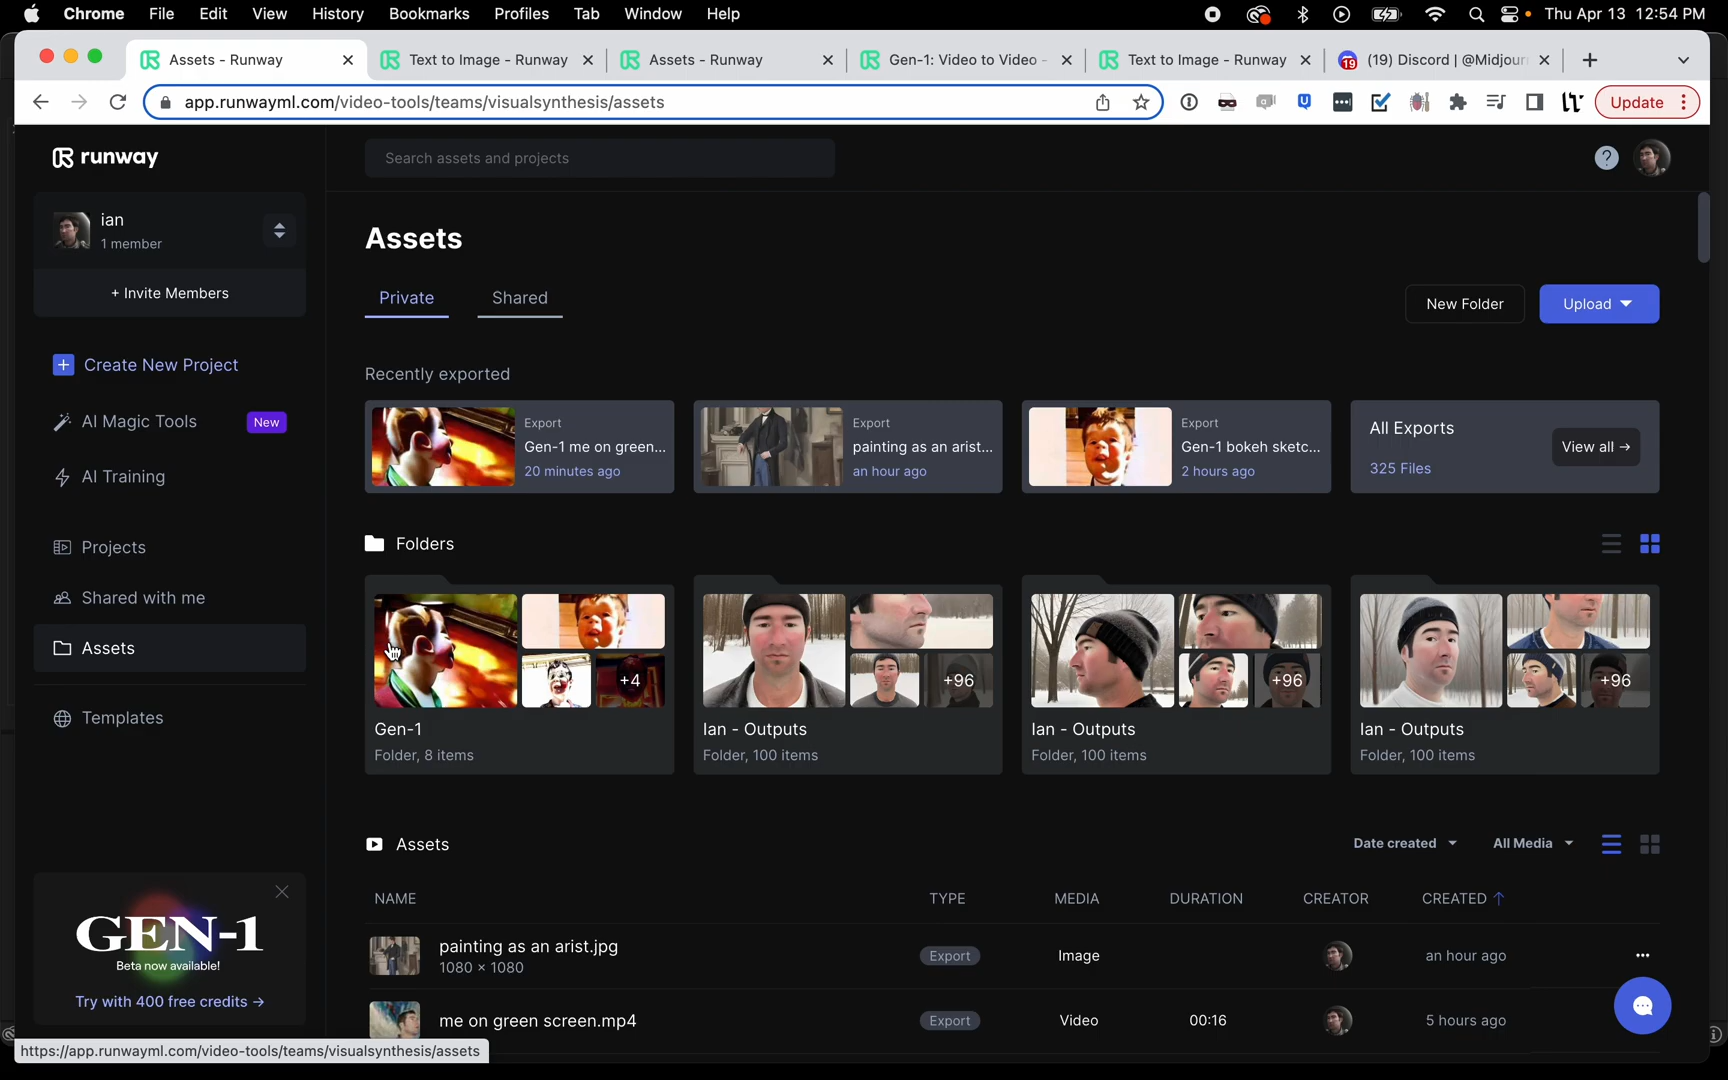 Chrome File Edit View History Bookmarks Profiles Tab Window Help Thu Apr 13 12:54 PM
Assets - Runway Text to Image - Runway Assets - Runway Gen-1: Video to Video - Text to Image - Runway 19 (19) Discord | @Midjour
app.runwayml.com/video-tools/teams/visualsynthesis/assets Update
runway
Search assets and projects
?
ian
1 member
+ Invite Members
Create New Project
AI Magic Tools New
AI Training
Projects
Shared with me
Assets
Templates
GEN-1
Beta now available!
Try with 400 free credits →
Assets
Private Shared
New Folder Upload
Recently exported
Export
Gen-1 me on green...
20 minutes ago
Export
painting as an arist...
an hour ago
Export
Gen-1 bokeh sketc...
2 hours ago
All Exports
325 Files
View all →
Folders
+4
Gen-1
Folder, 8 items
+96
Ian - Outputs
Folder, 100 items
+96
Ian - Outputs
Folder, 100 items
+96
Ian - Outputs
Folder, 100 items
Assets
Date created All Media
NAME TYPE MEDIA DURATION CREATOR CREATED ↑
painting as an arist.jpg Export Image an hour ago ...
1080 × 1080
me on green screen.mp4 Export Video 00:16 5 hours ago
https://app.runwayml.com/video-tools/teams/visualsynthesis/assets